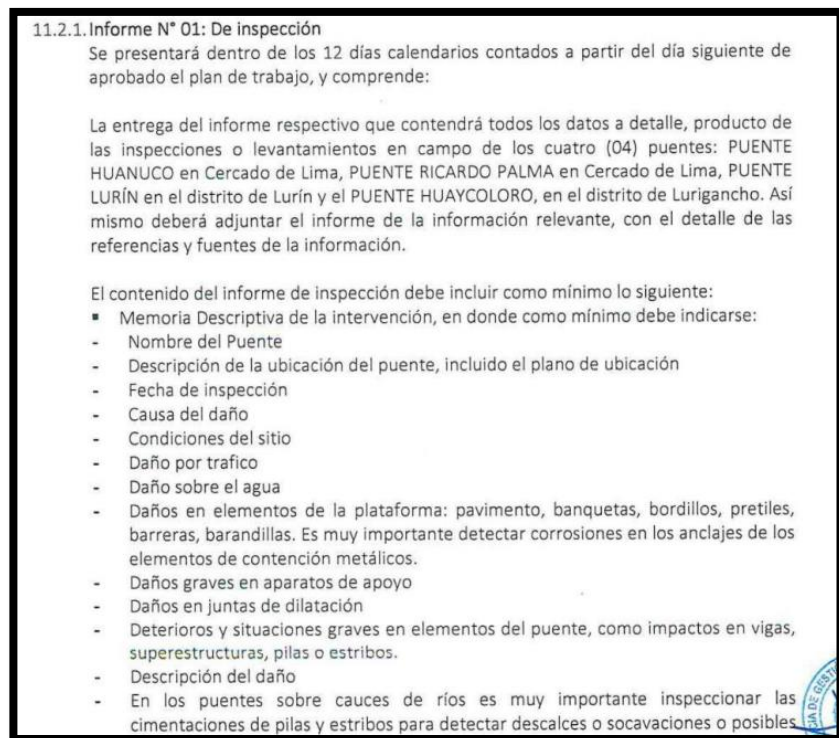 11.2.1. Informe N° 01: De inspección
Se presentará dentro de los 12 días calendarios contados a partir del día siguiente de
aprobado el plan de trabajo, y comprende:
La entrega del informe respectivo que contendrá todos los datos a detalle, producto de
las inspecciones o levantamientos en campo de los cuatro (04) puentes: PUENTE
HUANUCO en Cercado de Lima, PUENTE RICARDO PALMA en Cercado de Lima, PUENTE
LURÍN en el distrito de Lurín y el PUENTE HUAYCOLORO, en el distrito de Lurigancho. Así
mismo deberá adjuntar el informe de la información relevante, con el detalle de las
referencias y fuentes de la información.
El contenido del informe de inspección debe incluir como mínimo lo siguiente:
▪ Memoria Descriptiva de la intervención, en donde como mínimo debe indicarse:
- Nombre del Puente
- Descripción de la ubicación del puente, incluido el plano de ubicación
- Fecha de inspección
- Causa del daño
- Condiciones del sitio
- Daño por trafico
- Daño sobre el agua
- Daños en elementos de la plataforma: pavimento, banquetas, bordillos, pretiles,
barreras, barandillas. Es muy importante detectar corrosiones en los anclajes de los
elementos de contención metálicos.
- Daños graves en aparatos de apoyo
- Daños en juntas de dilatación
- Deterioros y situaciones graves en elementos del puente, como impactos en vigas,
superestructuras, pilas o estribos.
- Descripción del daño
- En los puentes sobre cauces de ríos es muy importante inspeccionar las
cimentaciones de pilas y estribos para detectar descalces o socavaciones o posibles